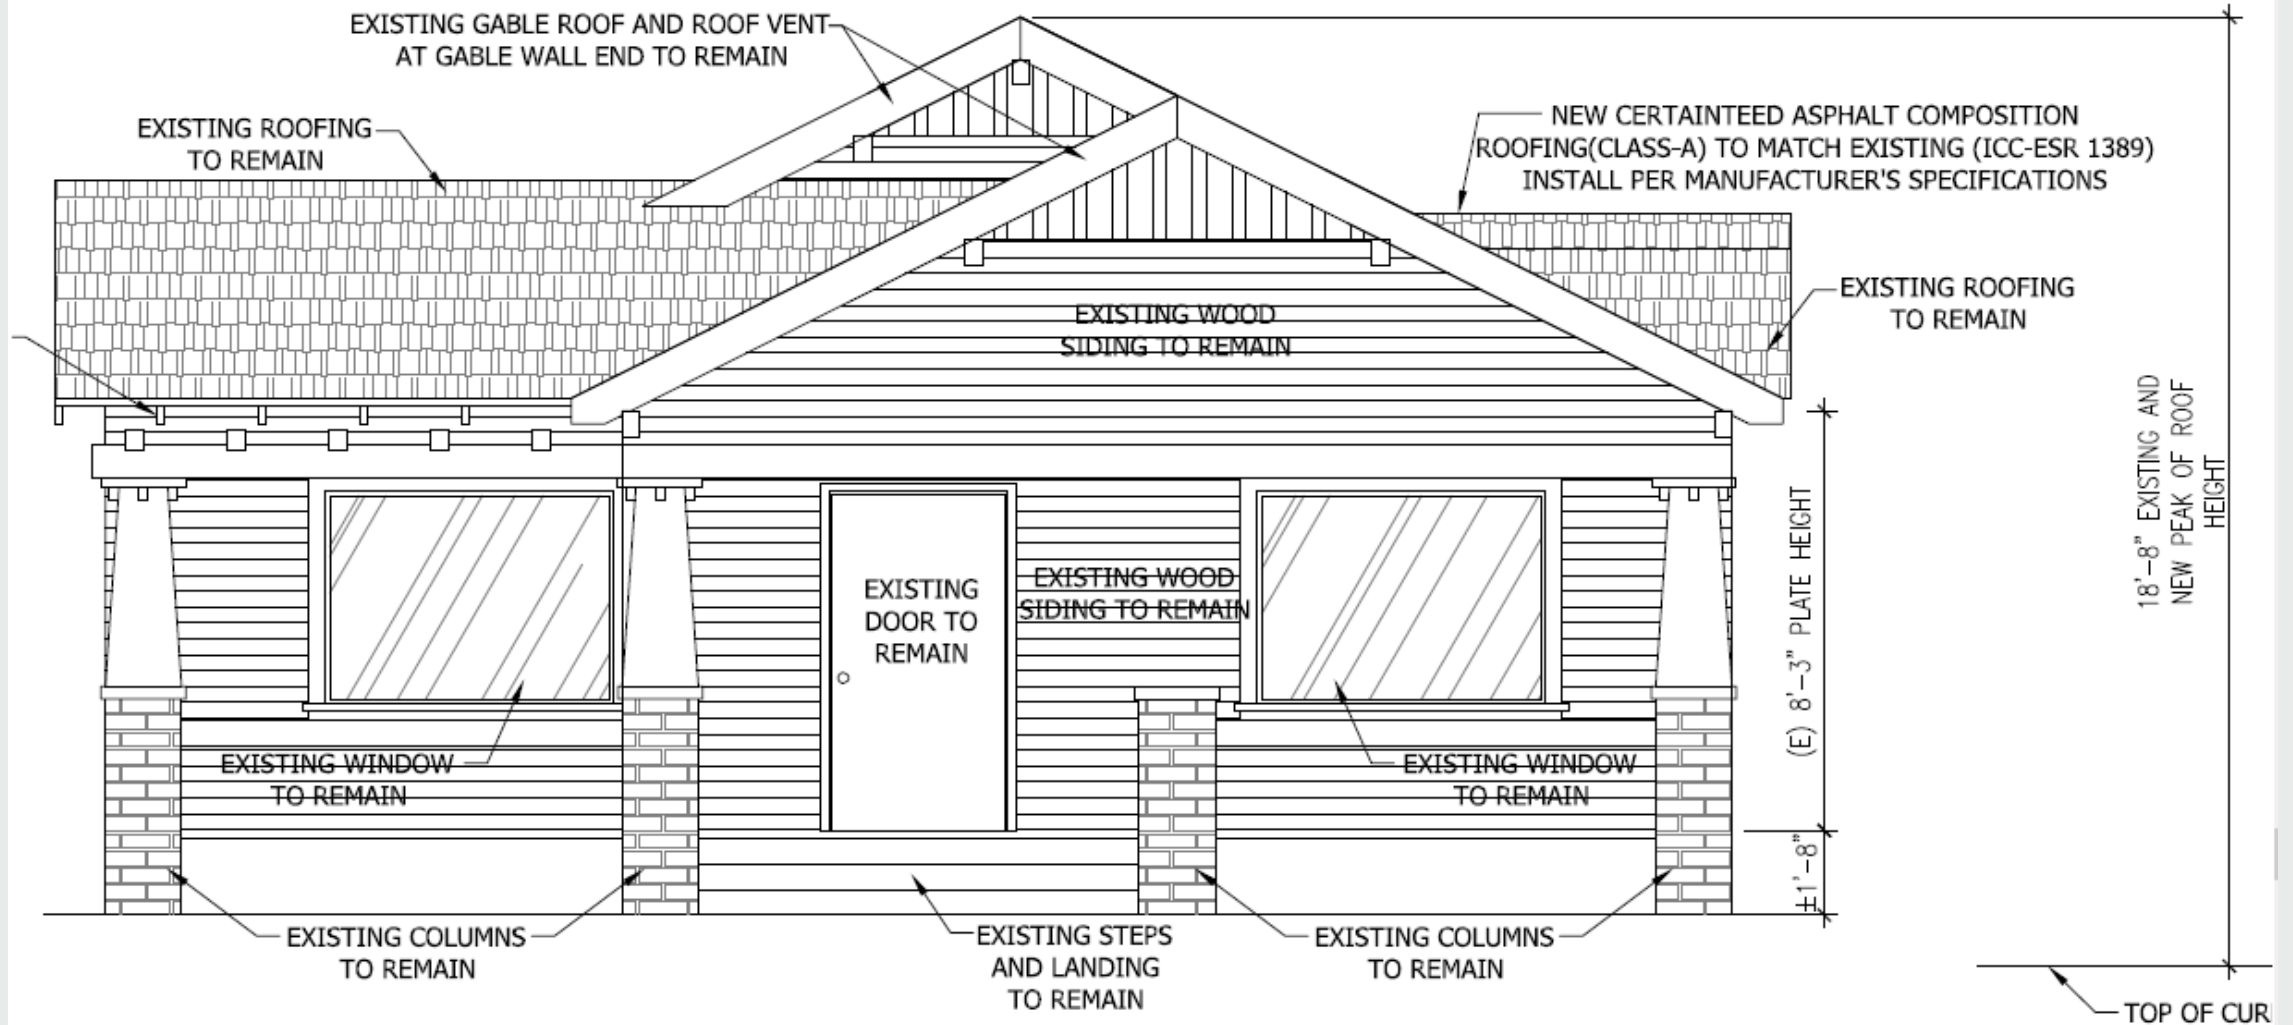 EXISTING GABLE ROOF AND ROOF VENT
AT GABLE WALL END TO REMAIN
EXISTING ROOFING
TO REMAIN
NEW CERTAINTEED ASPHALT COMPOSITION
ROOFING(CLASS-A) TO MATCH EXISTING (ICC-ESR 1389)
INSTALL PER MANUFACTURER'S SPECIFICATIONS
EXISTING ROOFING
TO REMAIN
EXISTING WOOD
SIDING TO REMAIN
18'-8" EXISTING AND
NEW PEAK OF ROOF
HEIGHT
(E) 8'-3" PLATE HEIGHT
EXISTING
DOOR TO
REMAIN
EXISTING WOOD
SIDING TO REMAIN
EXISTING WINDOW
TO REMAIN
EXISTING WINDOW
TO REMAIN
±1'-8"
EXISTING COLUMNS
TO REMAIN
EXISTING STEPS
AND LANDING
TO REMAIN
EXISTING COLUMNS
TO REMAIN
TOP OF